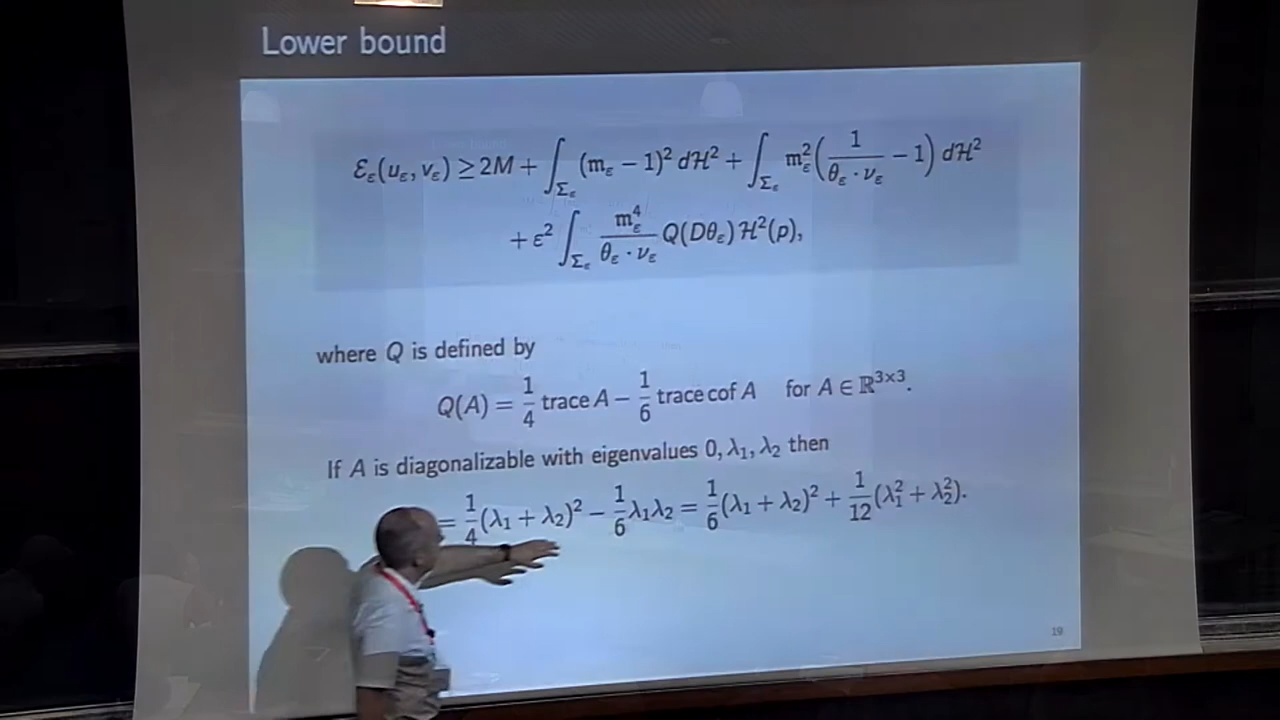 Lower bound
ℰ_ε(u_ε, v_ε) ≥ 2M + ∫_{Σ_ε} (m_ε − 1)² dℋ² + ∫_{Σ_ε} m_ε² (1/(θ_ε · ν_ε) − 1) dℋ²
+ ε² ∫_{Σ_ε} m_ε⁴/(θ_ε · ν_ε) Q(Dθ_ε) ℋ²(p),
where Q is defined by
Q(A) = 1/4 trace A − 1/6 trace cof A for A ∈ ℝ^{3×3}.
If A is diagonalizable with eigenvalues 0, λ₁, λ₂ then
= 1/4 (λ₁ + λ₂)² − 1/6 λ₁λ₂ = 1/6 (λ₁ + λ₂)² + 1/12 (λ₁² + λ₂²).
19